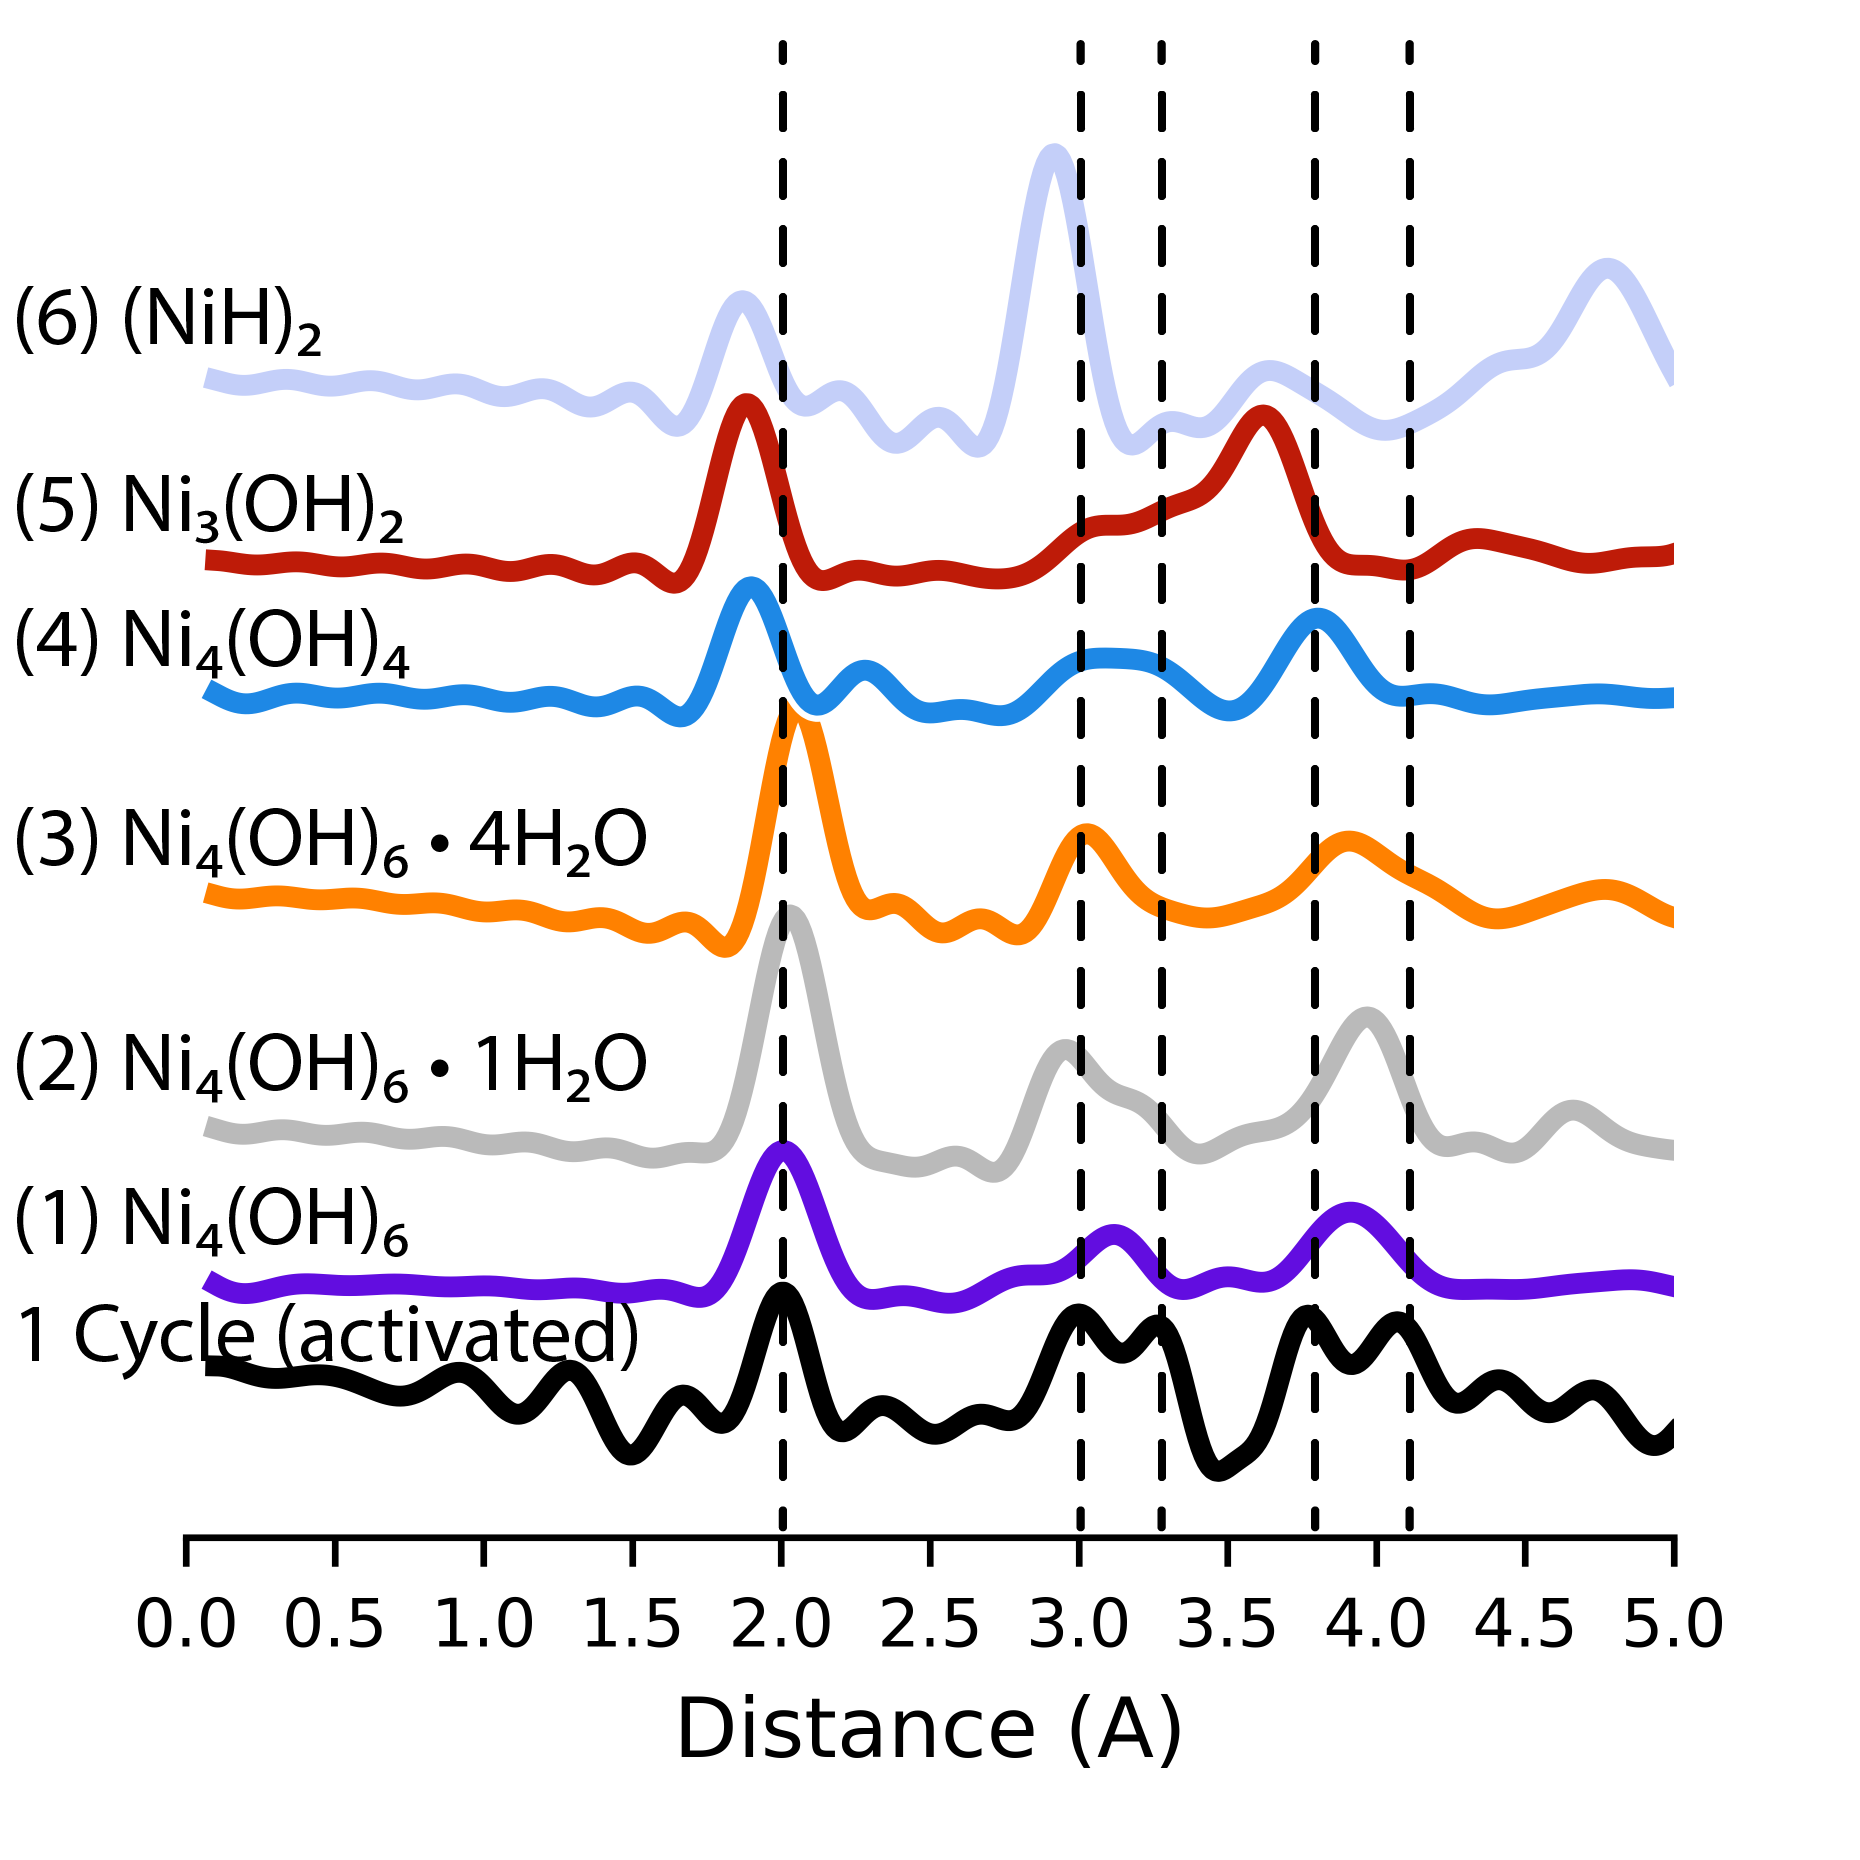 (6) (NiH)₂
(5) Ni₃(OH)₂
(4) Ni₄(OH)₄
(3) Ni₄(OH)₆ • 4H₂O
(2) Ni₄(OH)₆ • 1H₂O
(1) Ni₄(OH)₆
1 Cycle (activated)
0.0 0.5 1.0 1.5 2.0 2.5 3.0 3.5 4.0 4.5 5.0
Distance (A)